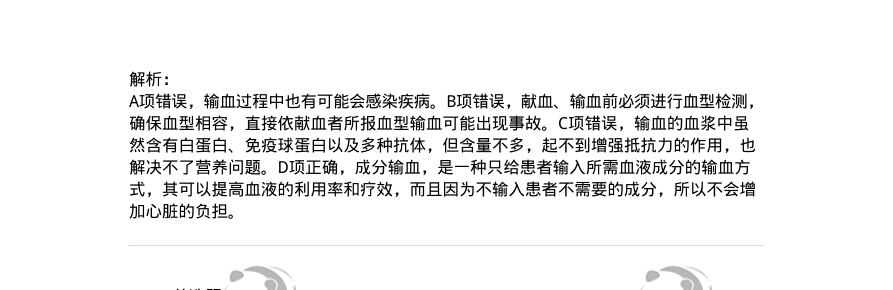 解析：
A项错误，输血过程中也有可能会感染疾病。B项错误，献血、输血前必须进行血型检测，
确保血型相容，直接依献血者所报血型输血可能出现事故。C项错误，输血的血浆中虽
然含有白蛋白、免疫球蛋白以及多种抗体，但含量不多，起不到增强抵抗力的作用，也
解决不了营养问题。D项正确，成分输血，是一种只给患者输入所需血液成分的输血方
式，其可以提高血液的利用率和疗效，而且因为不输入患者不需要的成分，所以不会增
加心脏的负担。